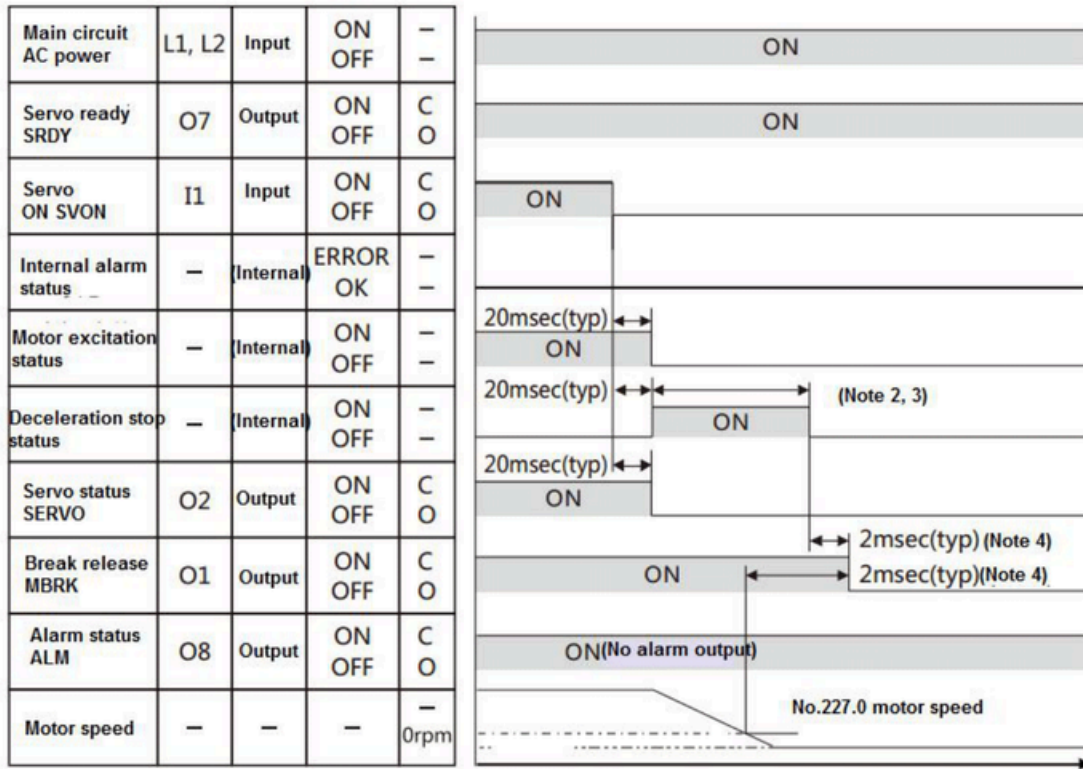 Main circuit
AC power
L1, L2
Input
ON
OFF
–
–
ON
Servo ready
SRDY
O7
Output
ON
OFF
C
O
ON
Servo
ON SVON
I1
Input
ON
OFF
C
O
ON
Internal alarm
status
–
(Internal)
ERROR
OK
–
–
Motor excitation
status
–
(Internal)
ON
OFF
–
–
20msec(typ)
ON
Deceleration stop
status
–
(Internal)
ON
OFF
–
–
20msec(typ)
(Note 2, 3)
ON
Servo status
SERVO
O2
Output
ON
OFF
C
O
20msec(typ)
ON
Break release
MBRK
O1
Output
ON
OFF
C
O
2msec(typ) (Note 4)
ON
2msec(typ)(Note 4)
Alarm status
ALM
O8
Output
ON
OFF
C
O
ON(No alarm output)
Motor speed
–
–
–
–
0rpm
No.227.0 motor speed